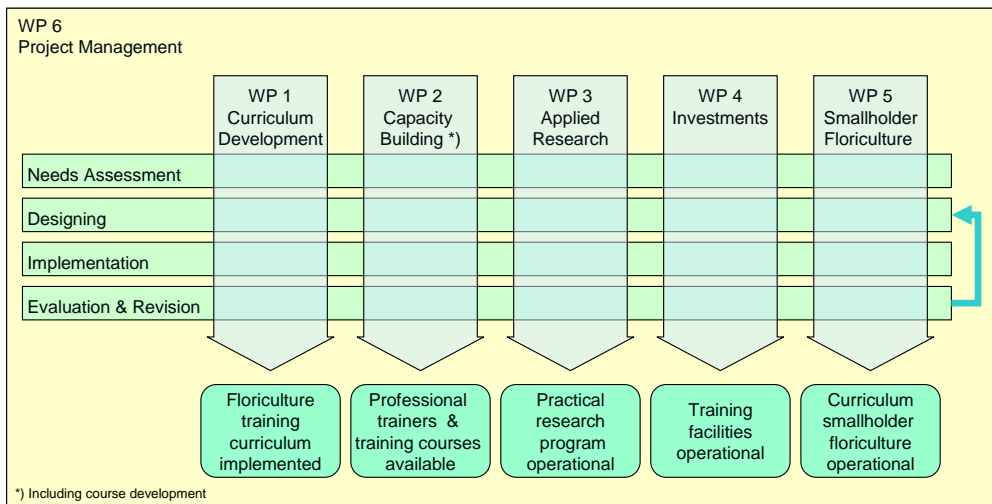 WP 6
Project Management
WP 1
Curriculum
Development
WP 2
Capacity
Building *)
WP 3
Applied
Research
WP 4
Investments
WP 5
Smallholder
Floriculture
Needs Assessment
Designing
Implementation
Evaluation & Revision
Floriculture
training
curriculum
implemented
Professional
trainers &
training courses
available
Practical
research
program
operational
Training
facilities
operational
Curriculum
smallholder
floriculture
operational
*) Including course development